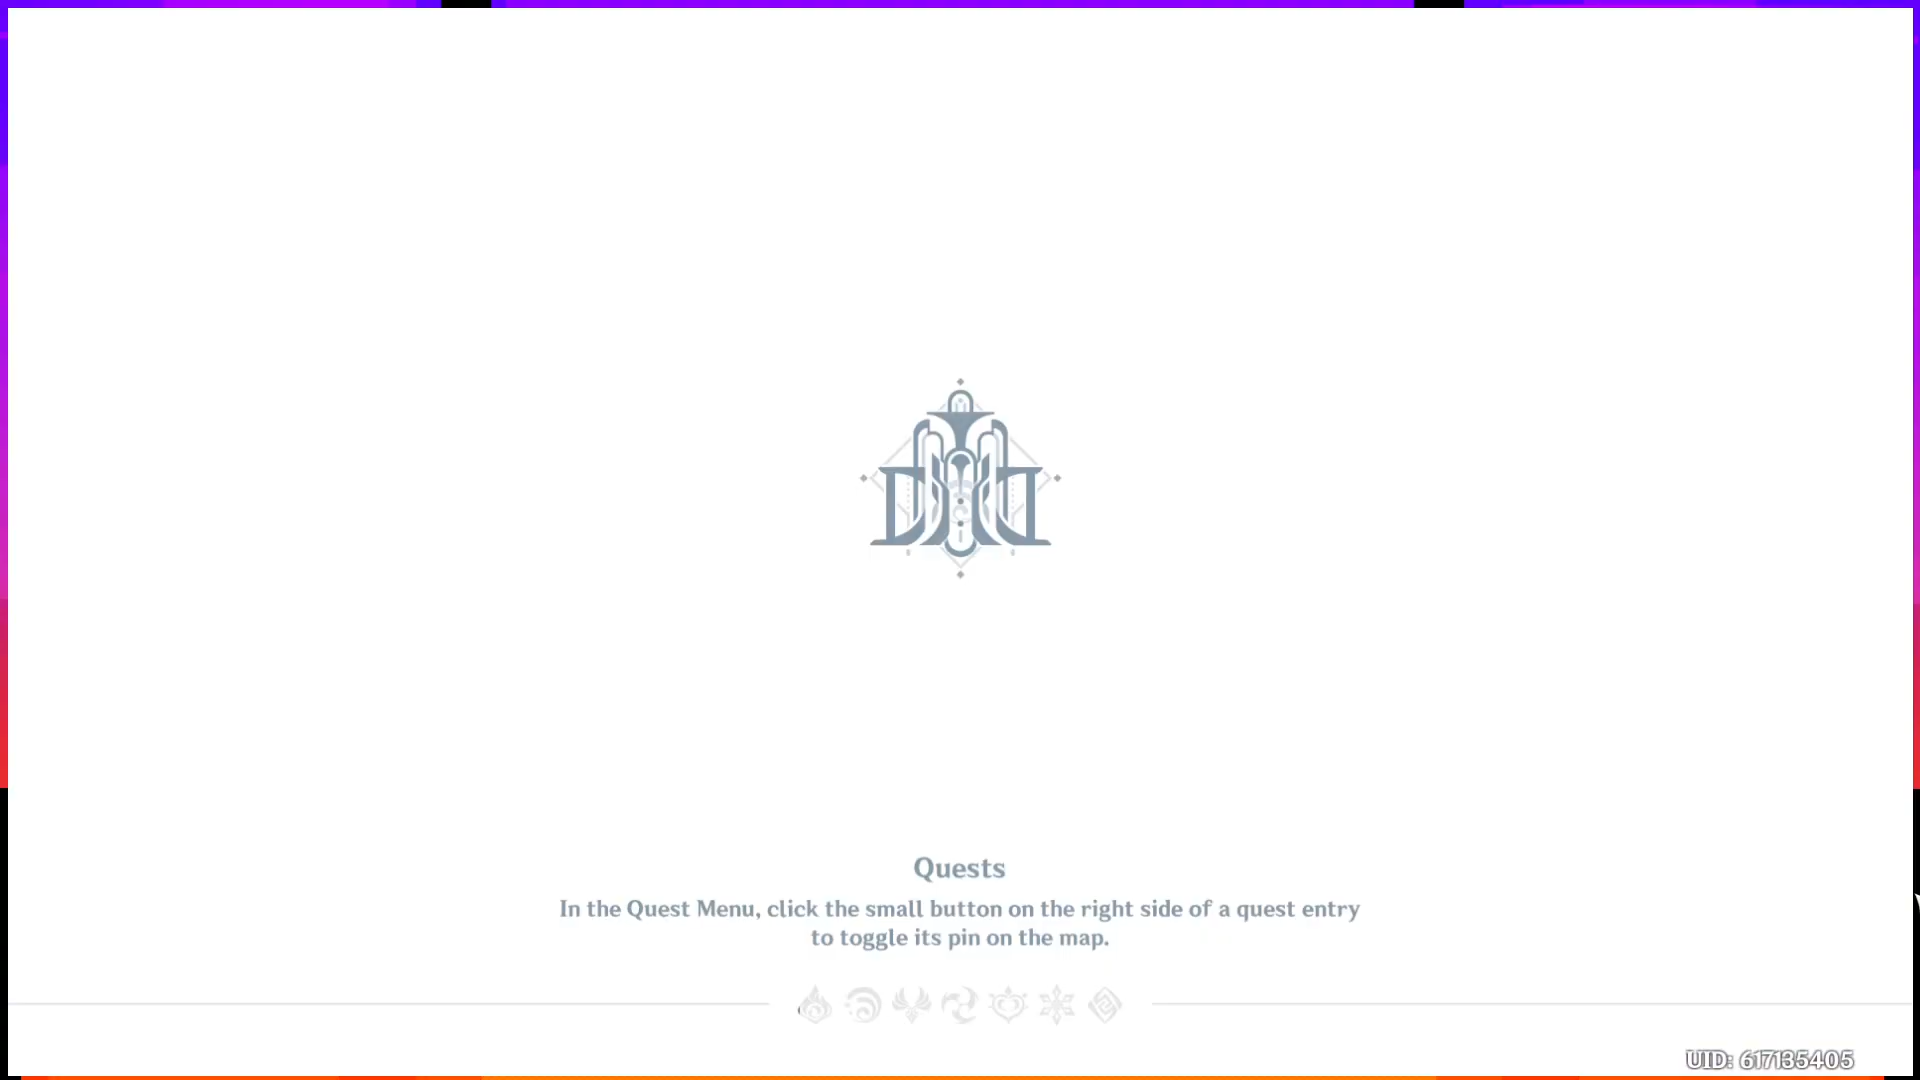 Quests
In the Quest Menu, click the small button on the right side of a quest entry
to toggle its pin on the map.
UID: 617135405